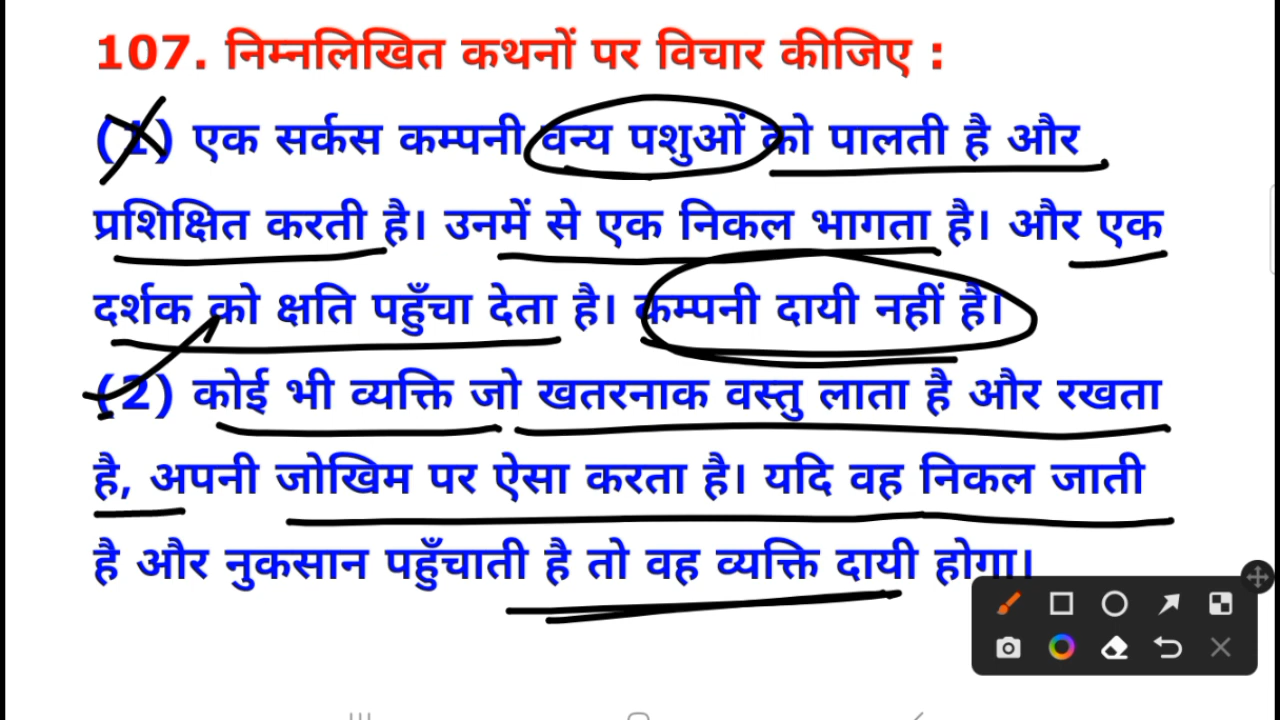 107. निम्नलिखित कथनों पर विचार कीजिए :
(1) एक सर्कस कम्पनी वन्य पशुओं को पालती है और
प्रशिक्षित करती है। उनमें से एक निकल भागता है। और एक
दर्शक को क्षति पहुँचा देता है। कम्पनी दायी नहीं है।
(2) कोई भी व्यक्ति जो खतरनाक वस्तु लाता है और रखता
है, अपनी जोखिम पर ऐसा करता है। यदि वह निकल जाती
है और नुकसान पहुँचाती है तो वह व्यक्ति दायी होगा।